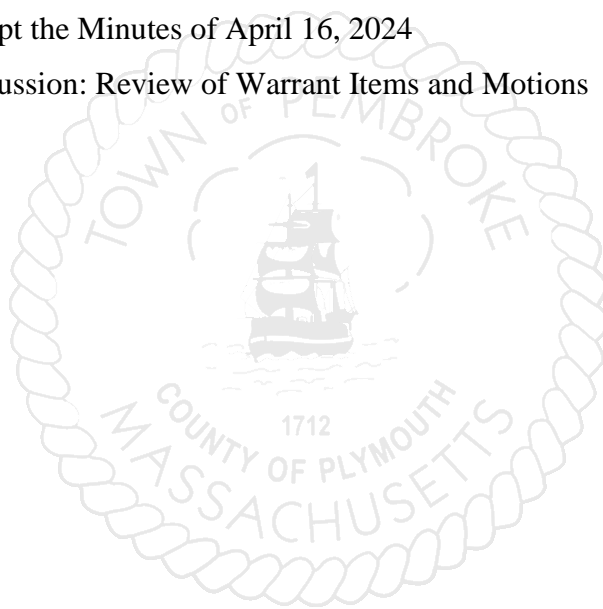 pt the Minutes of April 16, 2024
ussion: Review of Warrant Items and Motions
TOWN OF PEMBROKE
COUNTY OF PLYMOUTH
1712
MASSACHUSETTS